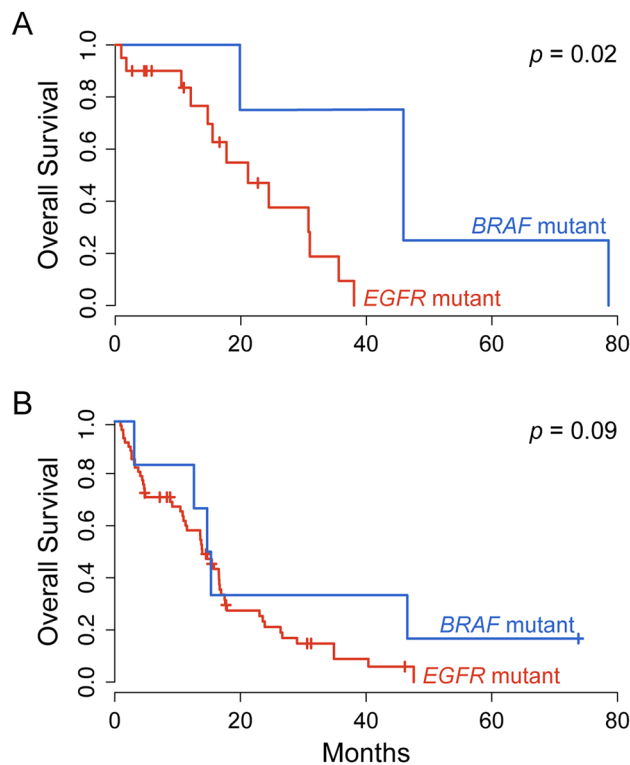 A
p = 0.02
Overall Survival
1.0
0.8
0.6
0.4
0.2
0.0
BRAF mutant
EGFR mutant
0 20 40 60 80
B
p = 0.09
Overall Survival
1.0
0.8
0.6
0.4
0.2
0.0
BRAF mutant
EGFR mutant
0 20 40 60 80
Months